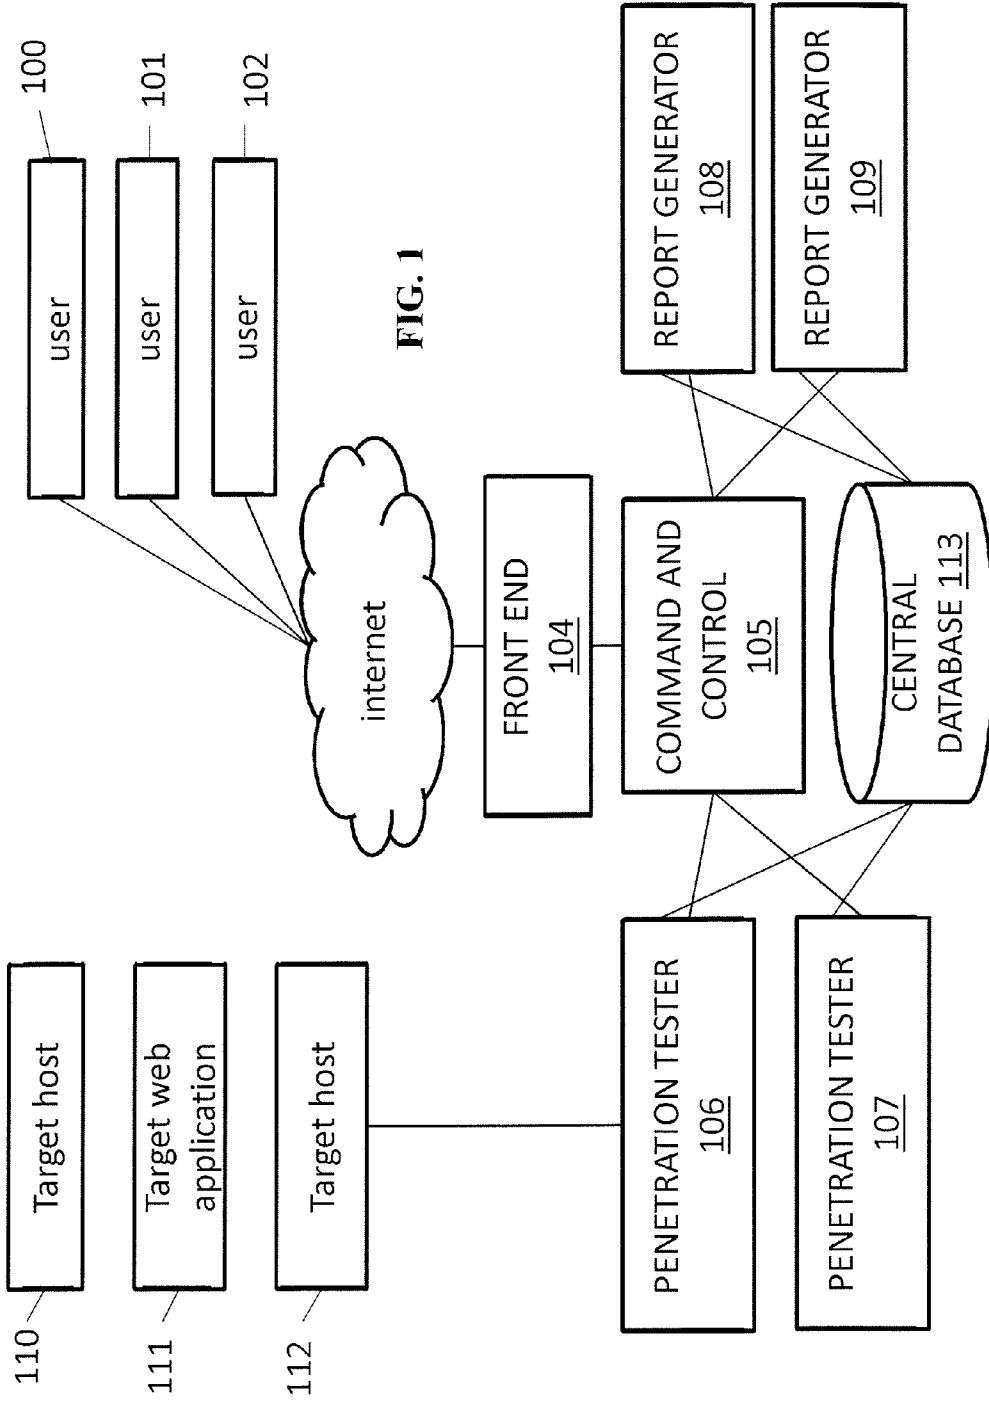 110
Target host
111
Target web
application
112
Target host
user
100
user
101
user
102
internet
FIG. 1
FRONT END
104
PENETRATION TESTER
106
PENETRATION TESTER
107
COMMAND AND
CONTROL
105
CENTRAL
DATABASE 113
REPORT GENERATOR
108
REPORT GENERATOR
109